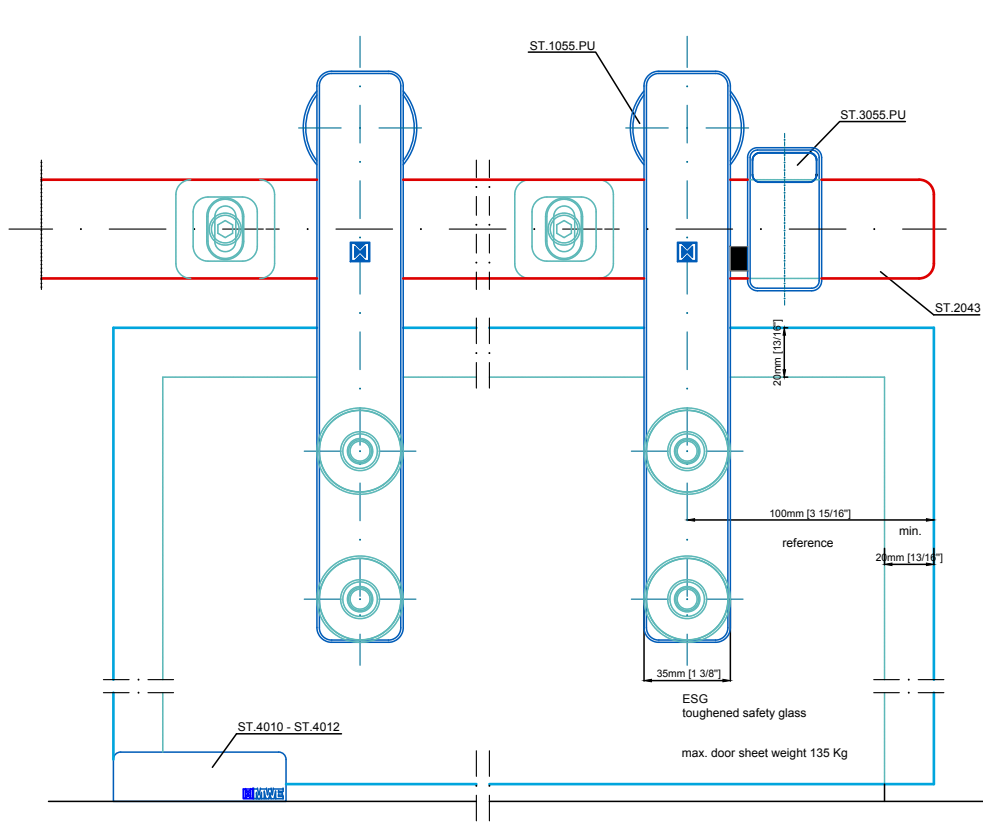 ST.1055.PU
ST.3055.PU
ST.2043
20mm [13/16"]
100mm [3 15/16"]
min.
reference
20mm [13/16"]
35mm [1 3/8"]
ESG
toughened safety glass
max. door sheet weight 135 Kg
ST.4010 - ST.4012
MWE